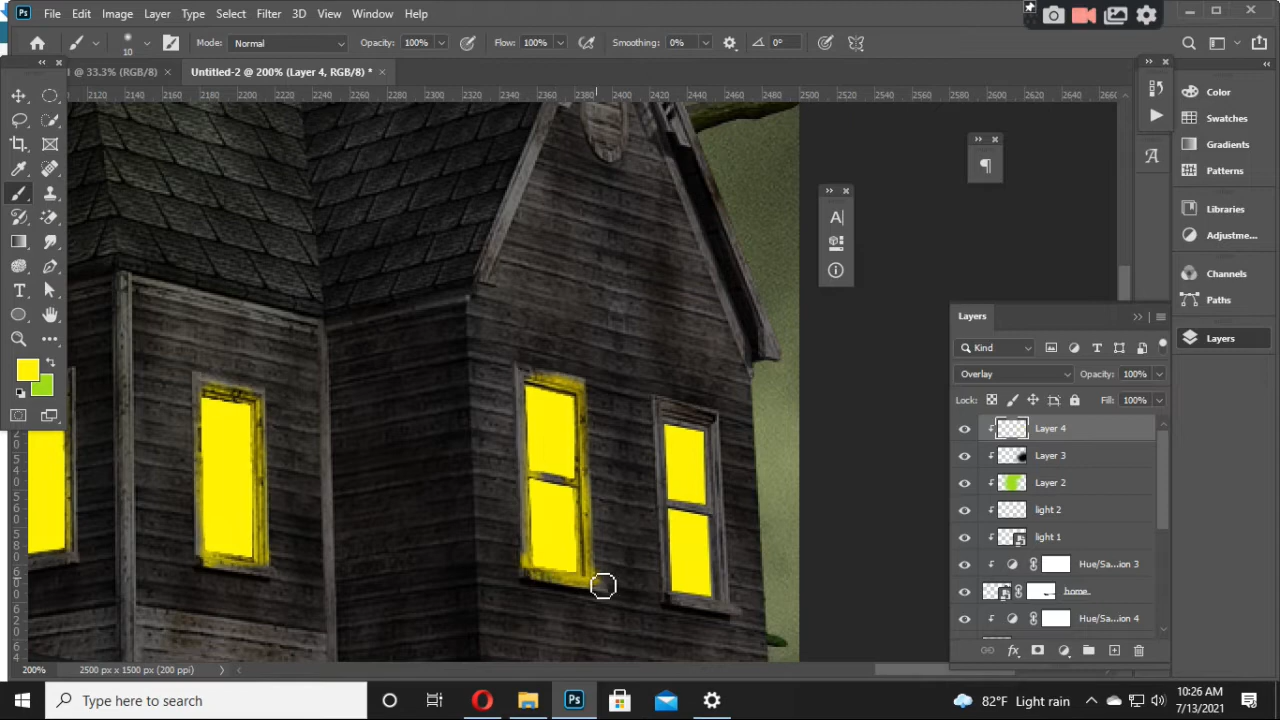 Ps File Edit Image Layer Type Select Filter 3D View Window Help
10 Mode: Normal Opacity: 100% Flow: 100% Smoothing: 0% 0°
@ 33.3% (RGB/8) × Untitled-2 @ 200% (Layer 4, RGB/8) * ×
2120 2140 2160 2180 2200 2220 2240 2260 2280 2300 2320 2340 2360 2380 2400 2420 2440 2460 2480 2500 2520 2540 2560 2580 2600 2620 2640 2660
Color
Swatches
Gradients
Patterns
Libraries
Adjustme...
Channels
Paths
Layers
Layers
Kind
Overlay Opacity: 100%
Lock: Fill: 100%
Layer 4
Layer 3
Layer 2
light 2
light 1
Hue/Sa...ion 3
home
Hue/Sa...ion 4
200% 2500 px x 1500 px (200 ppi)
Type here to search
Ps
82°F Light rain
10:26 AM
7/13/2021